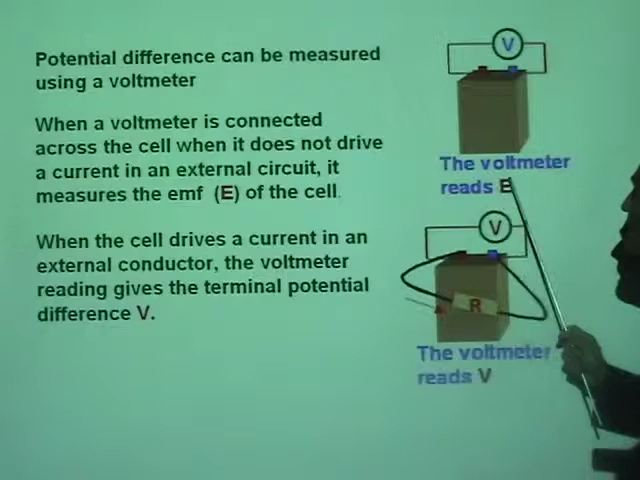 Potential difference can be measured
using a voltmeter
When a voltmeter is connected
across the cell when it does not drive
a current in an external circuit, it
measures the emf (E) of the cell.
When the cell drives a current in an
external conductor, the voltmeter
reading gives the terminal potential
difference V.
V
The voltmeter
reads E
V
R
The voltmeter
reads V